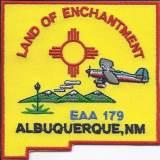 LAND OF ENCHANTMENT
EAA 179
ALBUQUERQUE, NM